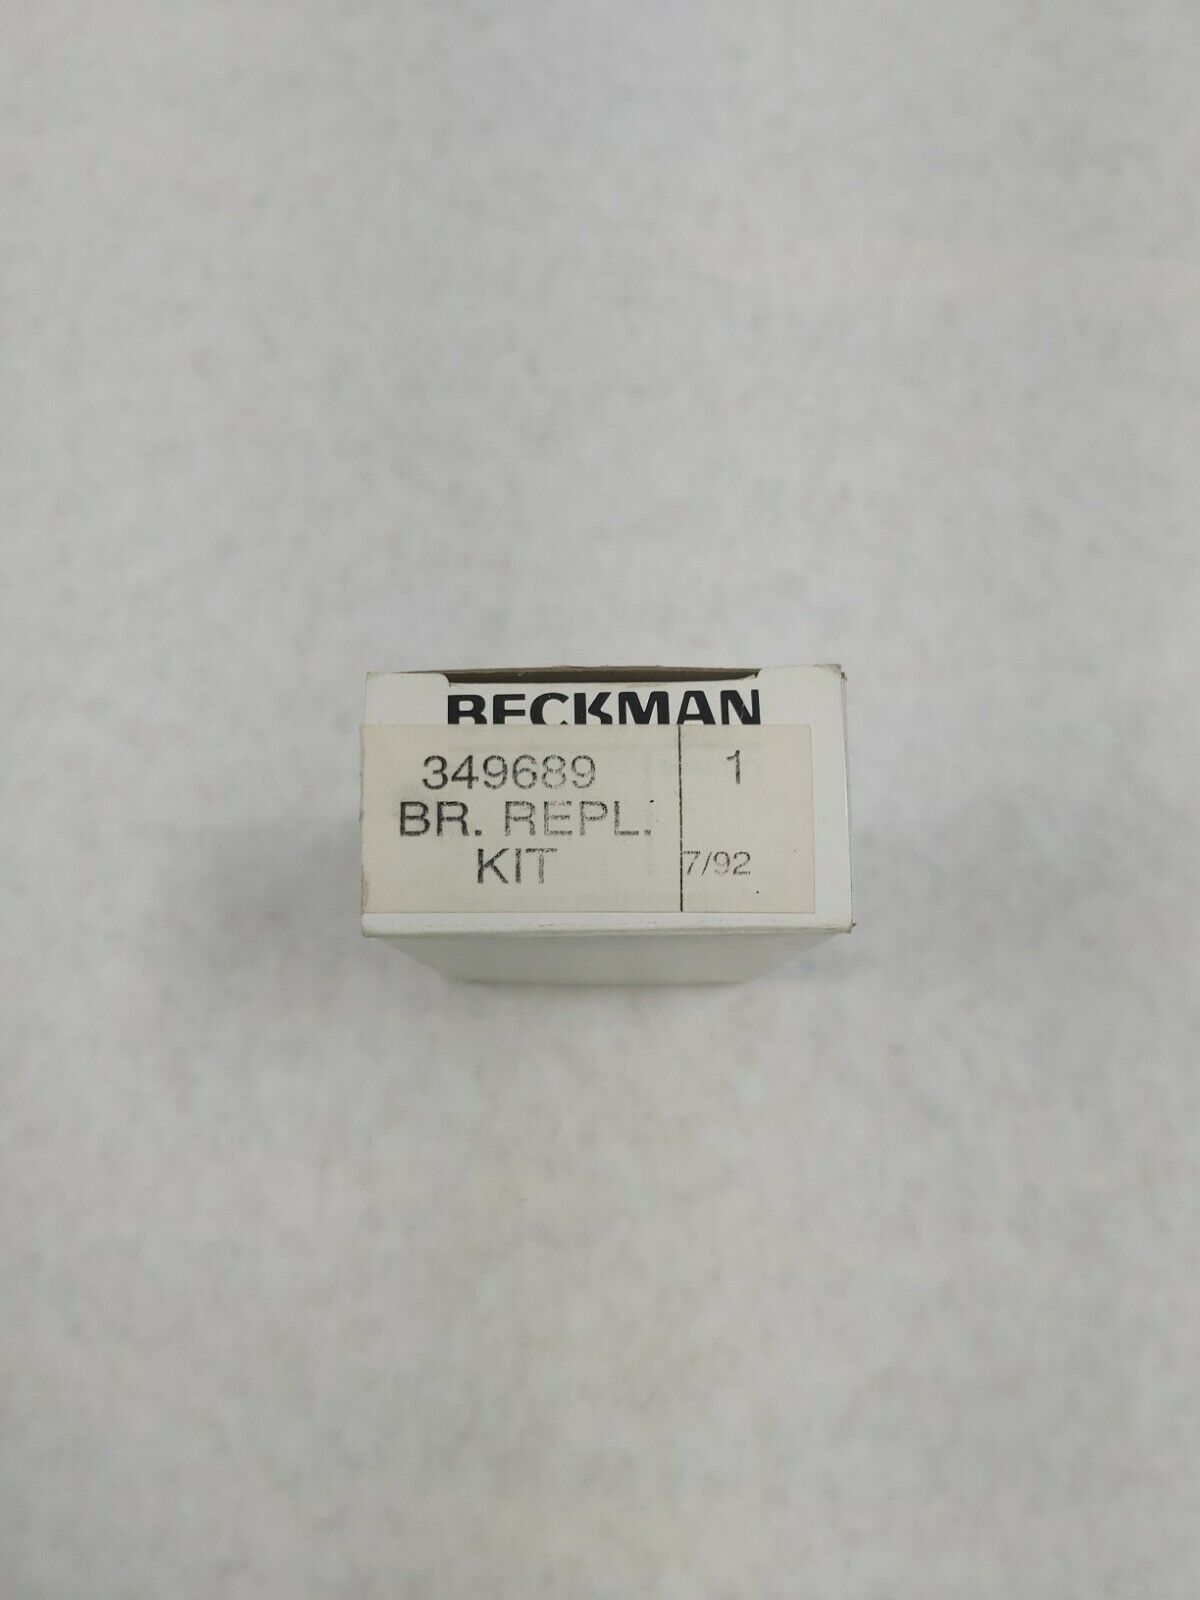 BECKMAN
349689 1
BR. REPL.
KIT 7/92